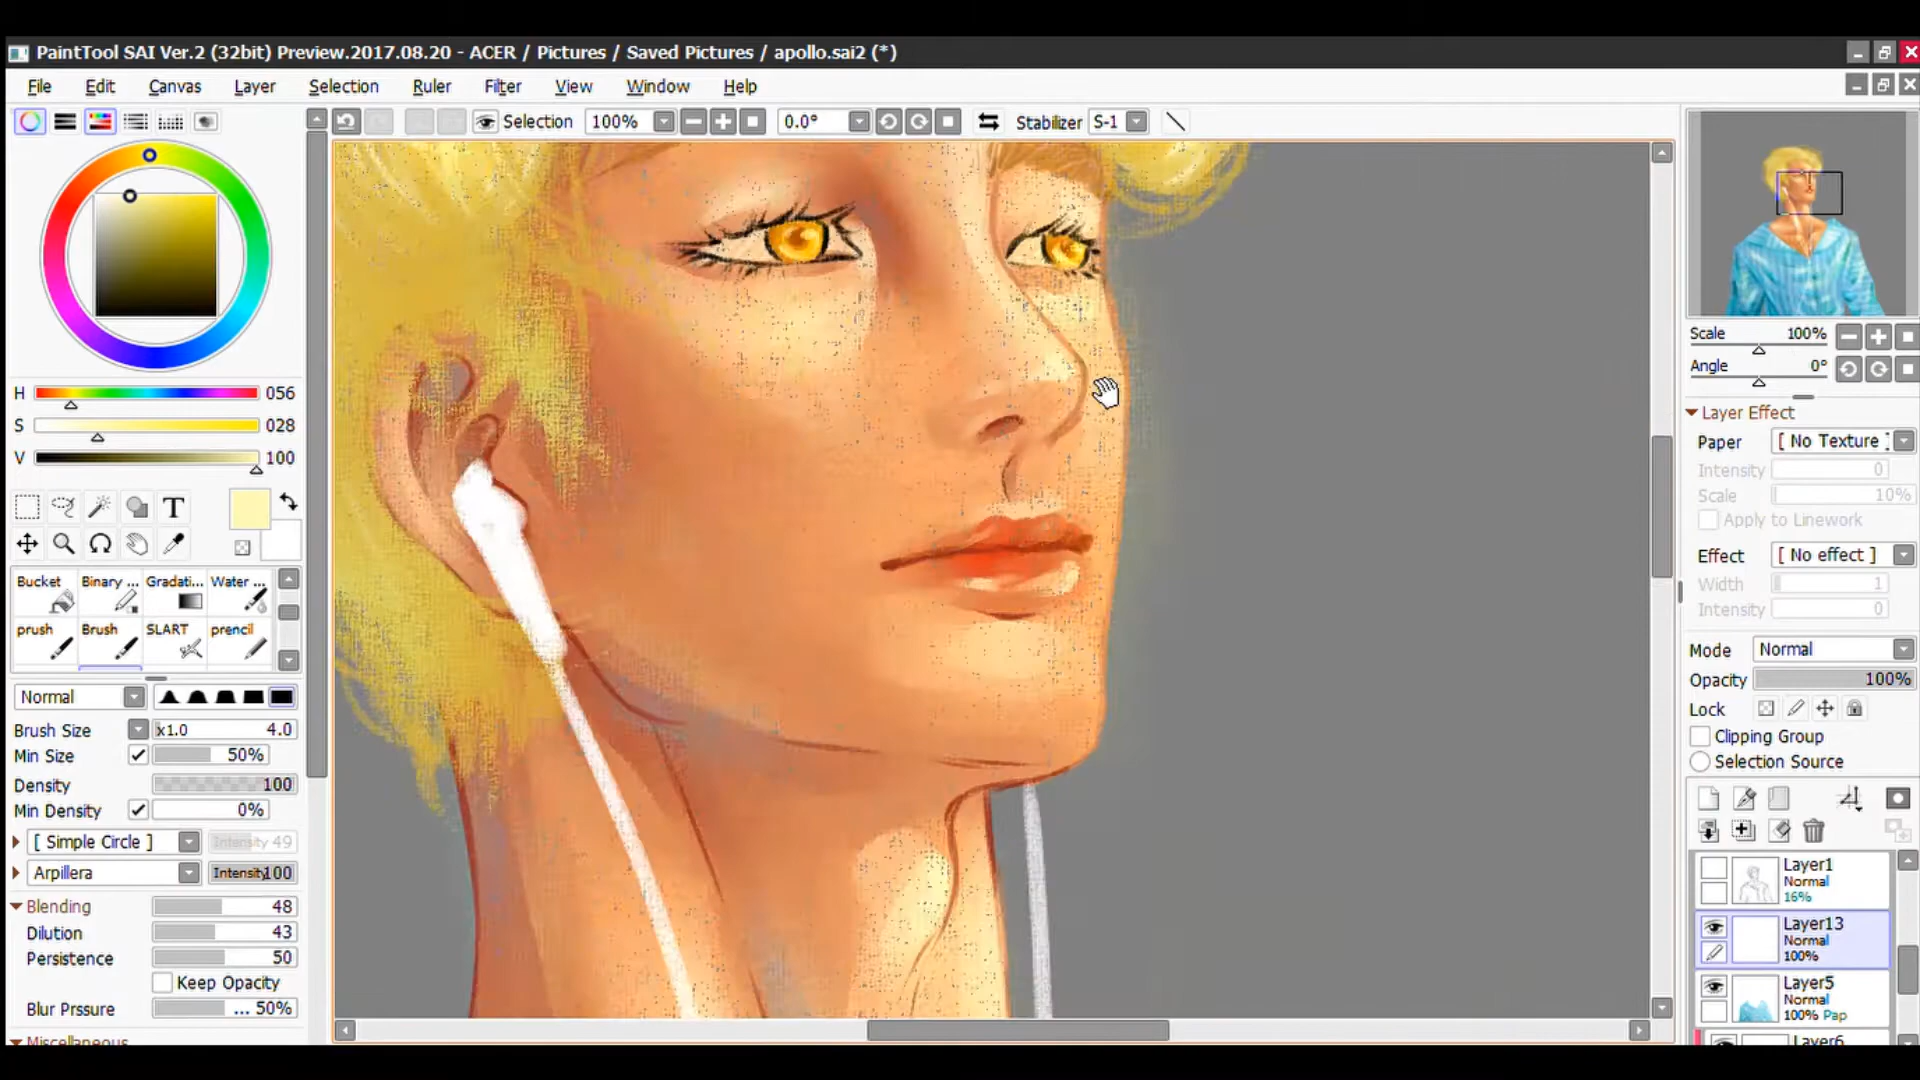 PaintTool SAI Ver.2 (32bit) Preview.2017.08.20 - ACER / Pictures / Saved Pictures / apollo.sai2 (*)
File Edit Canvas Layer Selection Ruler Filter View Window Help
Selection 100% 0.0° Stabilizer S-1
H 056
S 028
V 100
T
Bucket Binary ... Gradati... Water ...
prush Brush SLART prencil
Normal
Brush Size x1.0 4.0
Min Size 50%
Density 100
Min Density 0%
[ Simple Circle ] Intensity 49
Arpillera Intensity 100
Blending 48
Dilution 43
Persistence 50
Keep Opacity
Blur Prssure ... 50%
Miscellaneous
Scale 100%
Angle 0°
Layer Effect
Paper [ No Texture ]
Intensity 0
Scale 10%
Apply to Linework
Effect [ No effect ]
Width 1
Intensity 0
Mode Normal
Opacity 100%
Lock
Clipping Group
Selection Source
Layer1
Normal
16%
Layer13
Normal
100%
Layer5
Normal
100% Pap
Layer6